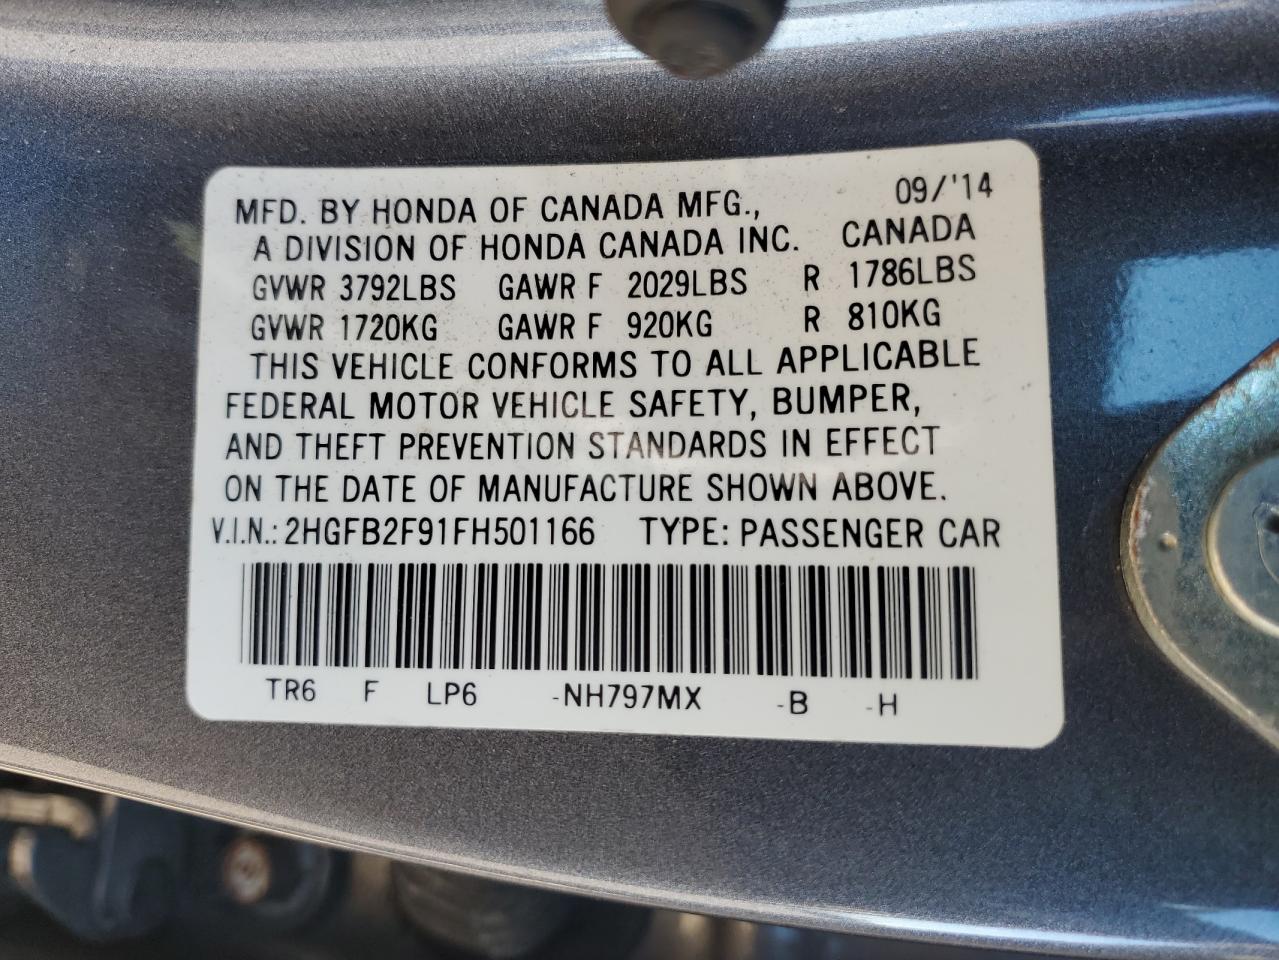 09/'14
MFD. BY HONDA OF CANADA MFG.,
A DIVISION OF HONDA CANADA INC. CANADA
GVWR 3792LBS GAWR F 2029LBS R 1786LBS
GVWR 1720KG GAWR F 920KG R 810KG
THIS VEHICLE CONFORMS TO ALL APPLICABLE
FEDERAL MOTOR VEHICLE SAFETY, BUMPER,
AND THEFT PREVENTION STANDARDS IN EFFECT
ON THE DATE OF MANUFACTURE SHOWN ABOVE.
V.I.N.: 2HGFB2F91FH501166 TYPE: PASSENGER CAR
TR6 F LP6 -NH797MX -B -H